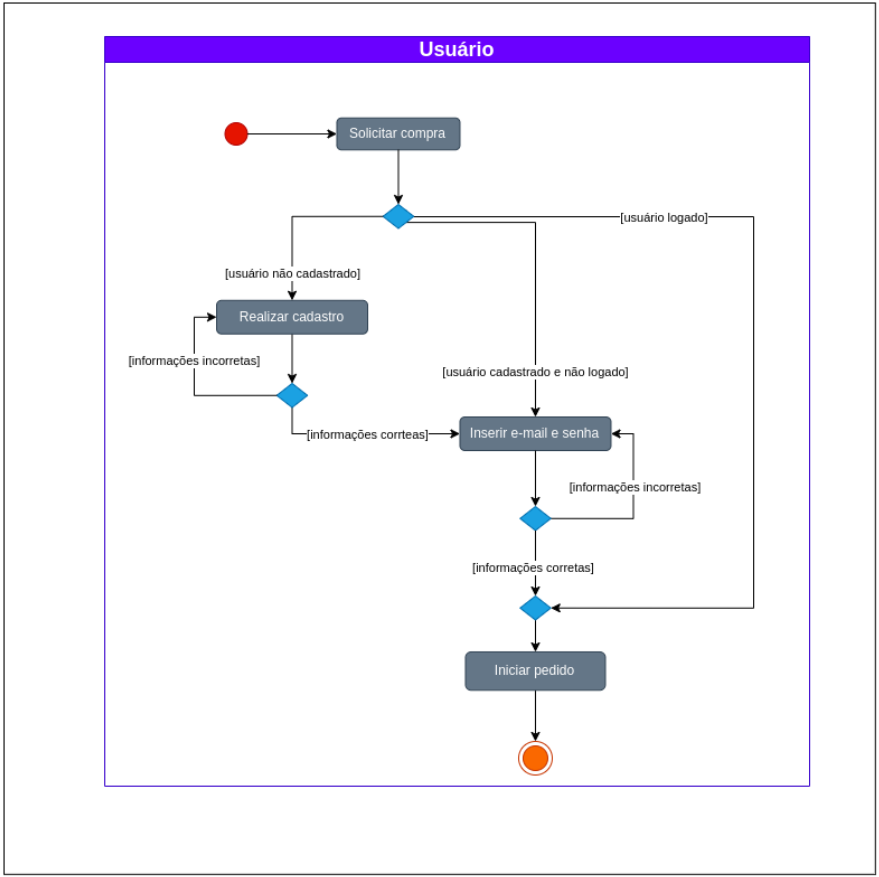 Usuário
Solicitar compra
[usuário logado]
[usuário não cadastrado]
Realizar cadastro
[informações incorretas]
[usuário cadastrado e não logado]
[informações corrteas]
Inserir e-mail e senha
[informações incorretas]
[informações corretas]
Iniciar pedido